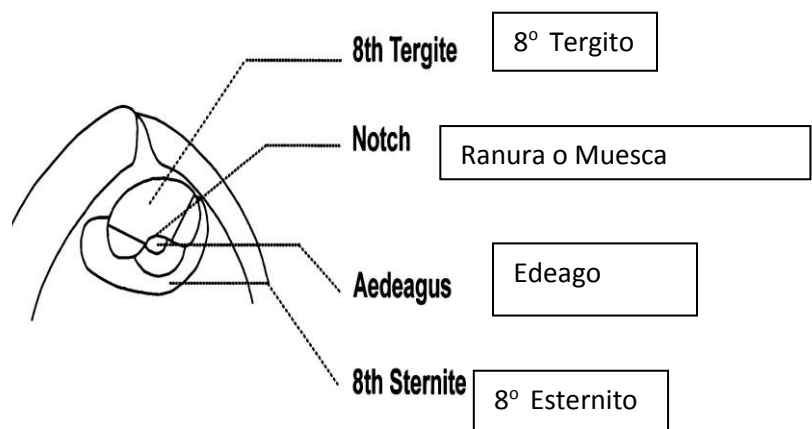 8th Tergite 8º Tergito
Notch Ranura o Muesca
Aedeagus Edeago
8th Sternite 8º Esternito